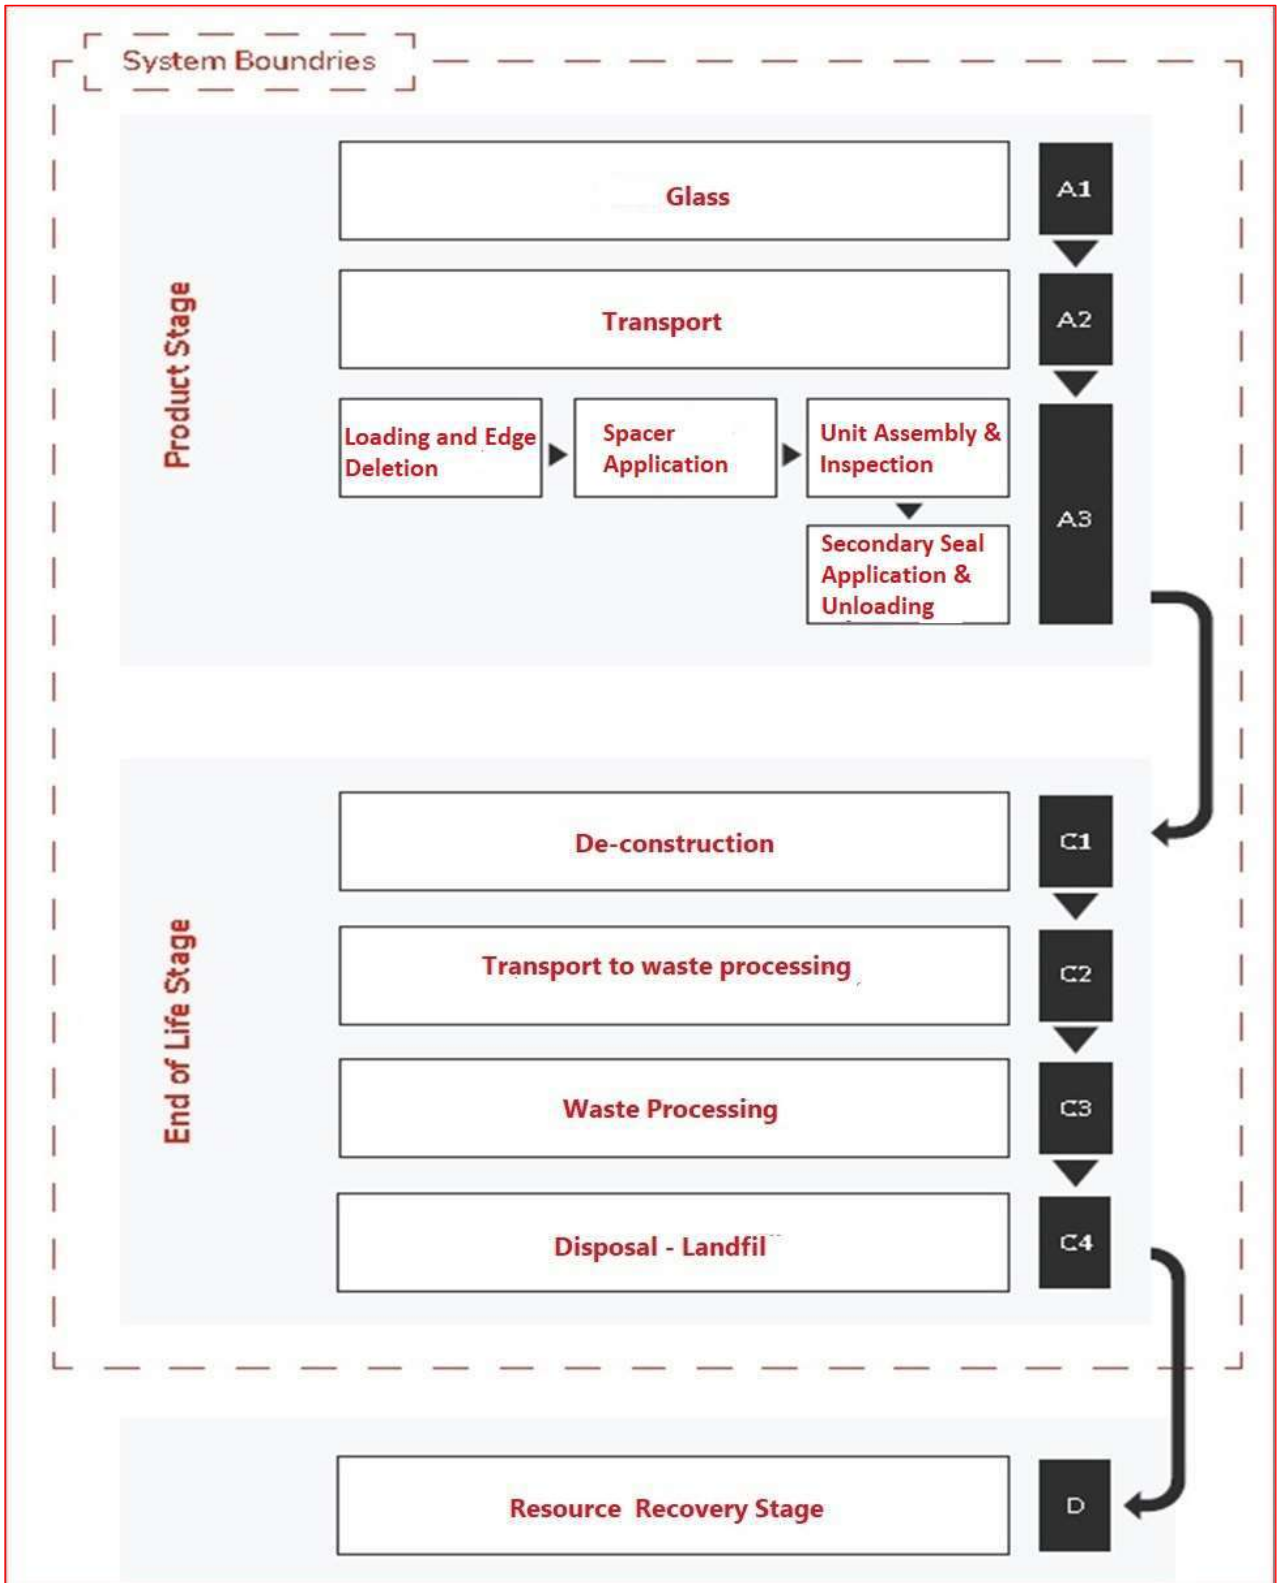 System Boundries
Product Stage
Glass
A1
Transport
A2
Loading and Edge
Deletion
Spacer
Application
Unit Assembly &
Inspection
A3
Secondary Seal
Application &
Unloading
End of Life Stage
De-construction
C1
Transport to waste processing
C2
Waste Processing
C3
Disposal - Landfil
C4
Resource Recovery Stage
D